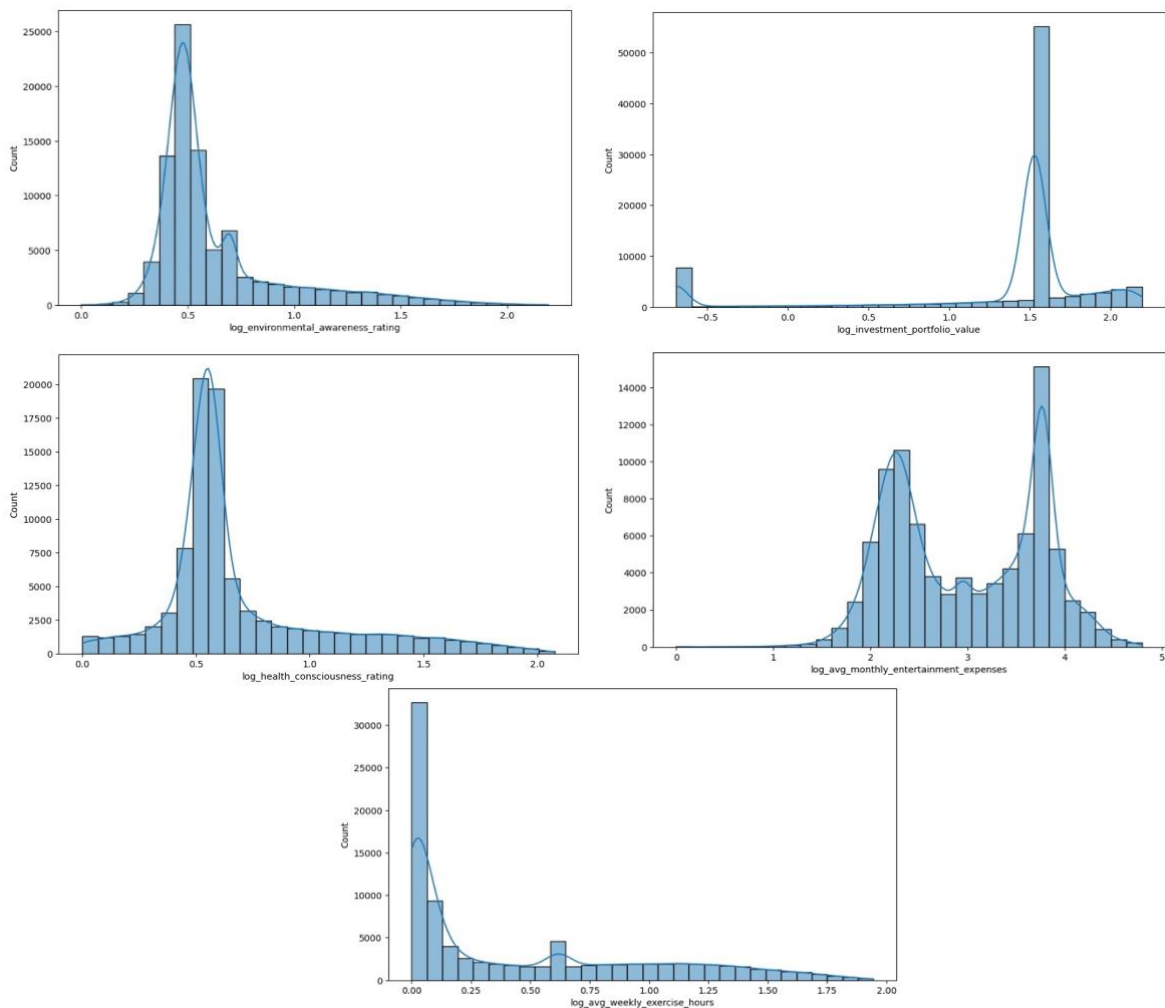 25000
20000
15000
10000
5000
0
Count
0.0 0.5 1.0 1.5 2.0
log_environmental_awareness_rating
50000
40000
30000
20000
10000
0
Count
−0.5 0.0 0.5 1.0 1.5 2.0
log_investment_portfolio_value
20000
17500
15000
12500
10000
7500
5000
2500
0
Count
0.0 0.5 1.0 1.5 2.0
log_health_consciousness_rating
14000
12000
10000
8000
6000
4000
2000
0
Count
0 1 2 3 4 5
log_avg_monthly_entertainment_expenses
30000
25000
20000
15000
10000
5000
0
Count
0.00 0.25 0.50 0.75 1.00 1.25 1.50 1.75 2.00
log_avg_weekly_exercise_hours